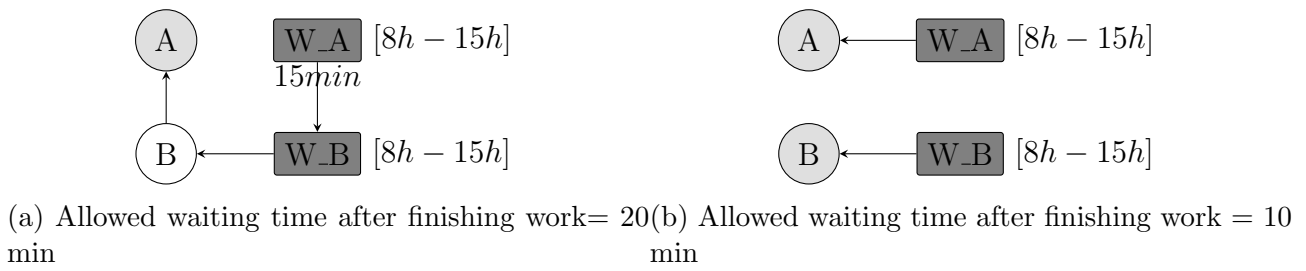 A W_A [8h − 15h] A W_A [8h − 15h]
15min
B W_B [8h − 15h] B W_B [8h − 15h]
(a) Allowed waiting time after finishing work= 20
min
(b) Allowed waiting time after finishing work = 10
min